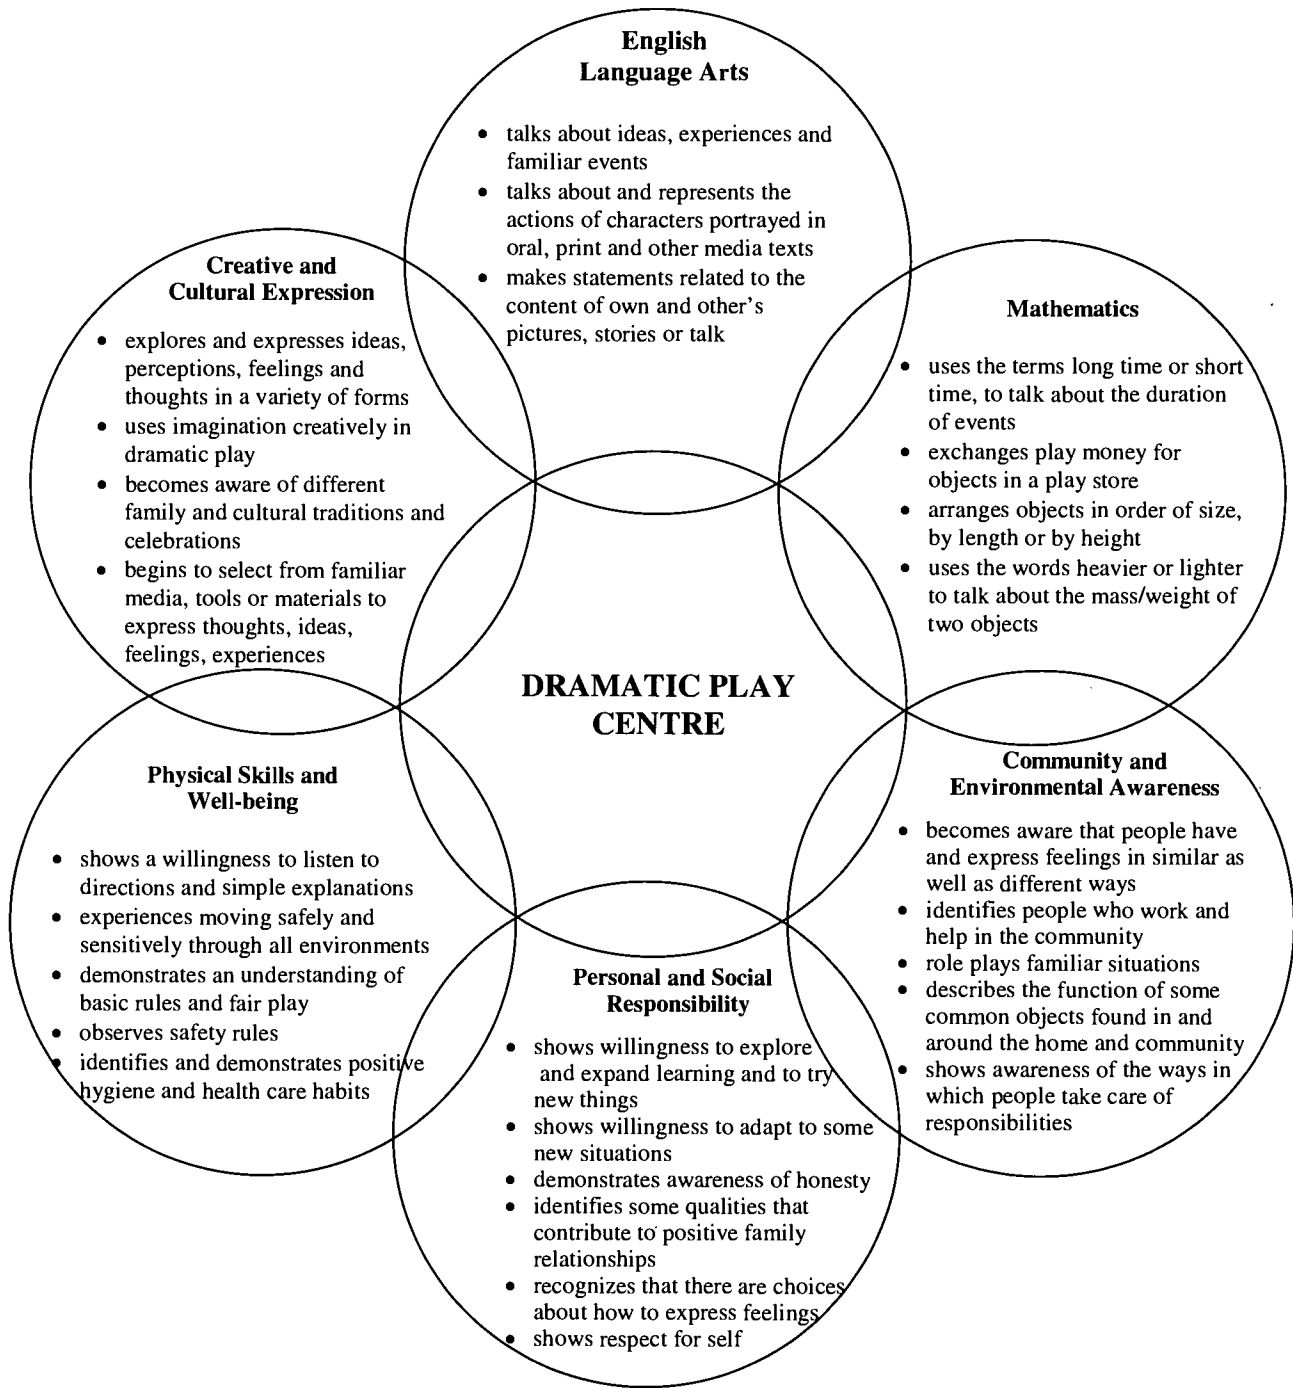 English
Language Arts
• talks about ideas, experiences and
familiar events
• talks about and represents the
actions of characters portrayed in
oral, print and other media texts
• makes statements related to the
content of own and other's
pictures, stories or talk
Creative and
Cultural Expression
• explores and expresses ideas,
perceptions, feelings and
thoughts in a variety of forms
• uses imagination creatively in
dramatic play
• becomes aware of different
family and cultural traditions and
celebrations
• begins to select from familiar
media, tools or materials to
express thoughts, ideas,
feelings, experiences
Mathematics
• uses the terms long time or short
time, to talk about the duration
of events
• exchanges play money for
objects in a play store
• arranges objects in order of size,
by length or by height
• uses the words heavier or lighter
to talk about the mass/weight of
two objects
DRAMATIC PLAY
CENTRE
Physical Skills and
Well-being
• shows a willingness to listen to
directions and simple explanations
• experiences moving safely and
sensitively through all environments
• demonstrates an understanding of
basic rules and fair play
• observes safety rules
• identifies and demonstrates positive
hygiene and health care habits
Community and
Environmental Awareness
• becomes aware that people have
and express feelings in similar as
well as different ways
• identifies people who work and
help in the community
• role plays familiar situations
• describes the function of some
common objects found in and
around the home and community
• shows awareness of the ways in
which people take care of
responsibilities
Personal and Social
Responsibility
• shows willingness to explore
and expand learning and to try
new things
• shows willingness to adapt to some
new situations
• demonstrates awareness of honesty
• identifies some qualities that
contribute to positive family
relationships
• recognizes that there are choices
about how to express feelings
• shows respect for self